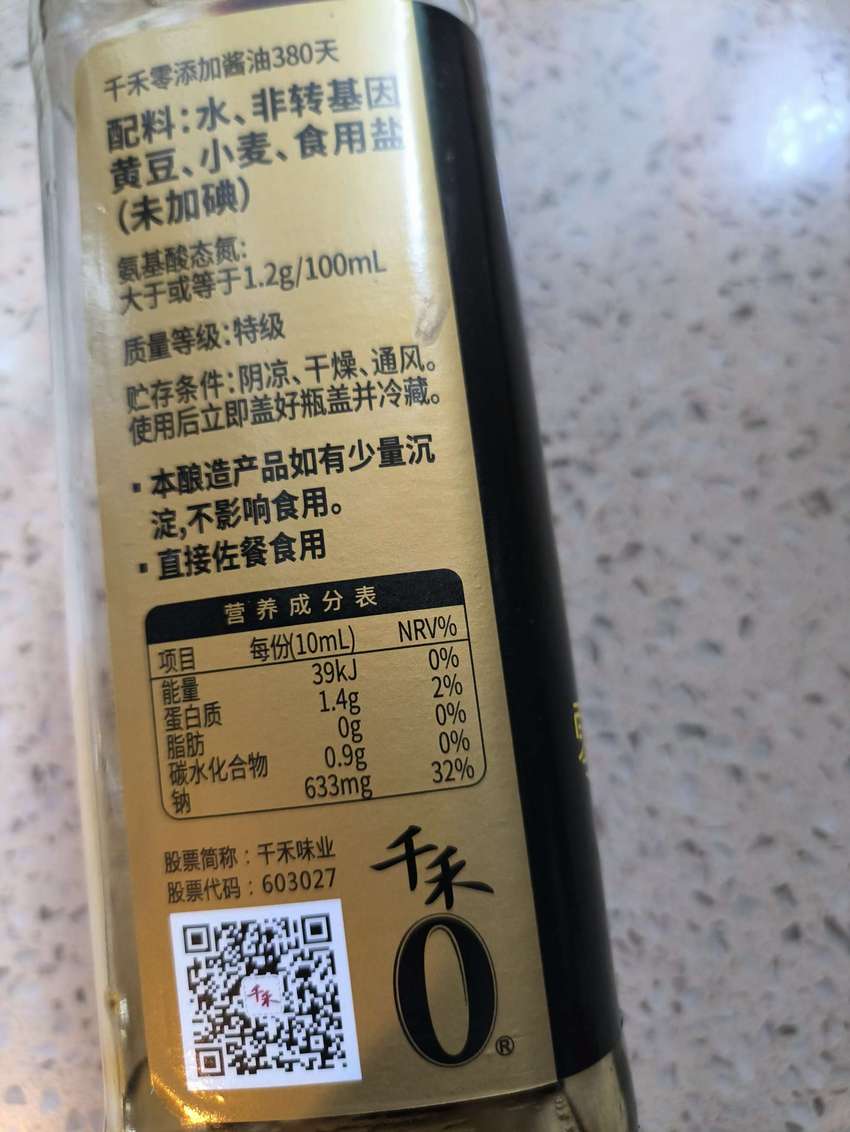 千禾零添加酱油380天
配料:水、非转基因
黄豆、小麦、食用盐
(未加碘)
氨基酸态氮:
大于或等于1.2g/100mL
质量等级:特级
贮存条件:阴凉、干燥、通风。
使用后立即盖好瓶盖并冷藏。
▪本酿造产品如有少量沉
淀,不影响食用。
▪直接佐餐食用
营养成分表
项目 每份(10mL) NRV%
能量 39kJ 0%
蛋白质 1.4g 2%
脂肪 0g 0%
碳水化合物 0.9g 0%
钠 633mg 32%
股票简称:千禾味业
股票代码:603027
千禾
千禾
0®